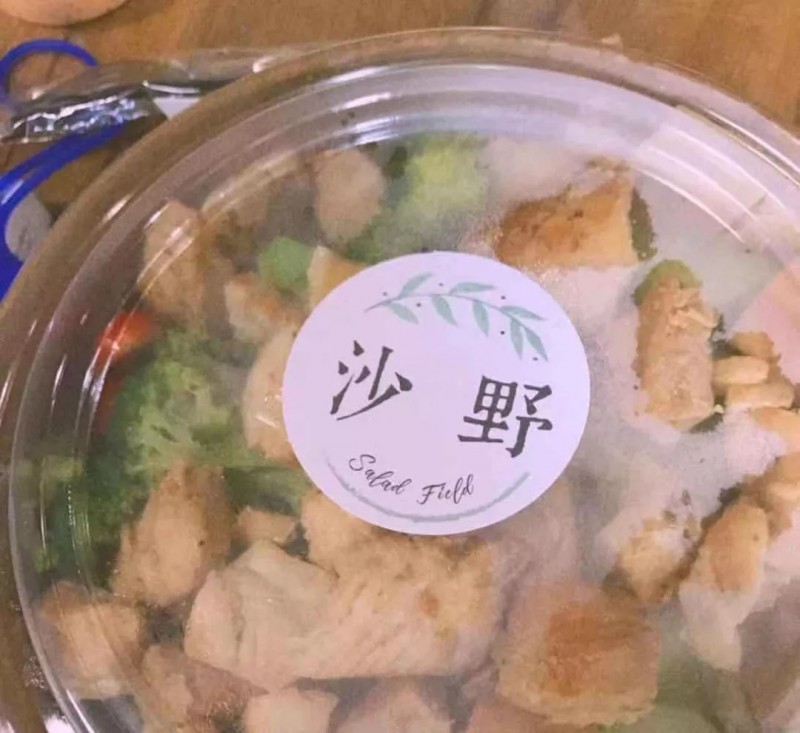 沙 野
Salad Field